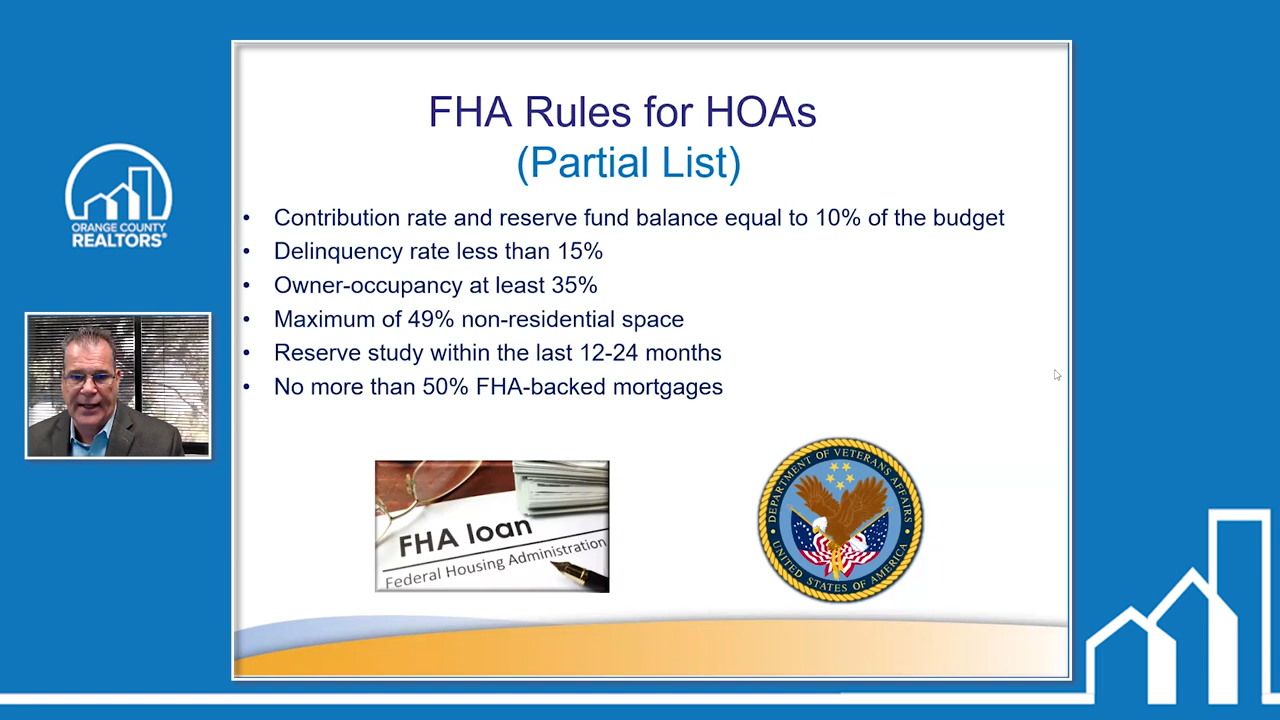 FHA Rules for HOAs
(Partial List)
• Contribution rate and reserve fund balance equal to 10% of the budget
• Delinquency rate less than 15%
• Owner-occupancy at least 35%
• Maximum of 49% non-residential space
• Reserve study within the last 12-24 months
• No more than 50% FHA-backed mortgages
ORANGE COUNTY
REALTORS®
FHA loan
Federal Housing Administration
DEPARTMENT OF VETERANS AFFAIRS
UNITED STATES OF AMERICA